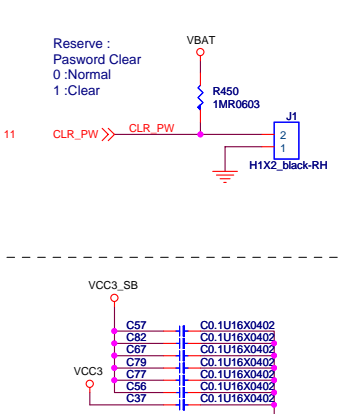 Reserve :
Pasword Clear
0 :Normal
1 :Clear
VBAT
R450
1MR0603
J1
11 CLR_PW CLR_PW
2
1
H1X2_black-RH
VCC3_SB
C57 C0.1U16X0402
C82 C0.1U16X0402
C67 C0.1U16X0402
C79 C0.1U16X0402
VCC3
C77 C0.1U16X0402
C56 C0.1U16X0402
C37 C0.1U16X0402